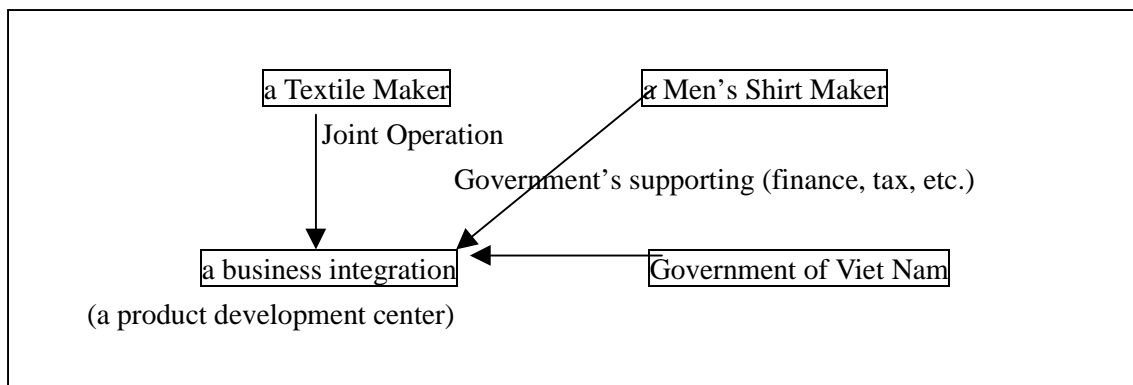 a Textile Maker
a Men’s Shirt Maker
Joint Operation
Government’s supporting (finance, tax, etc.)
a business integration
Government of Viet Nam
(a product development center)